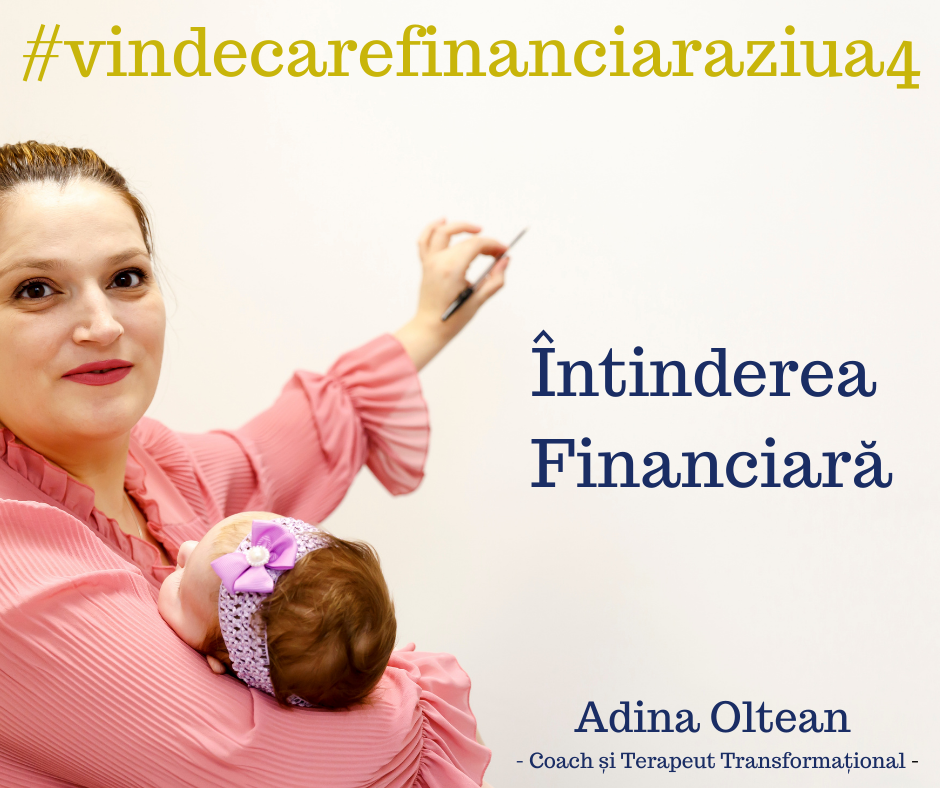 #vindecarefinanciaraziua4
Întinderea
Financiară
Adina Oltean
- Coach și Terapeut Transformațional -